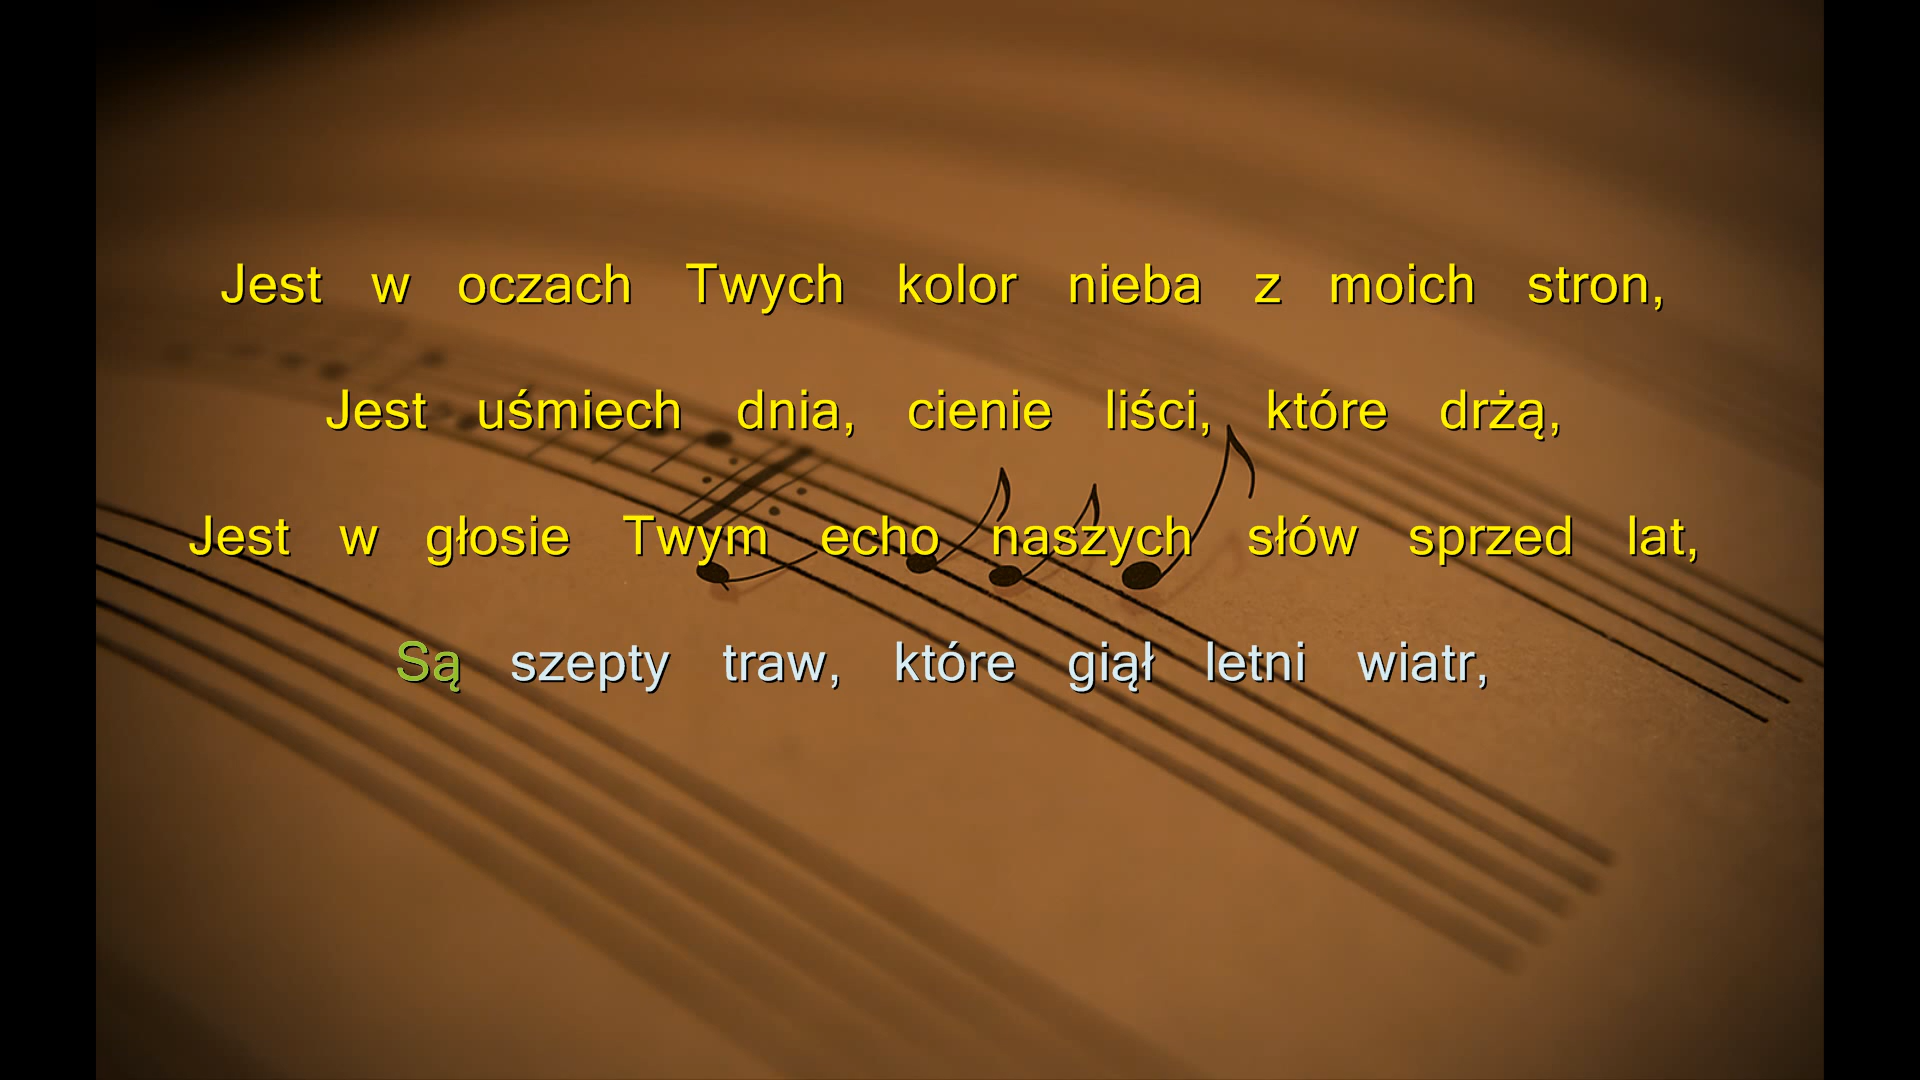 Jest w oczach Twych kolor nieba z moich stron,
Jest uśmiech dnia, cienie liści, które drżą,
Jest w głosie Twym echo naszych słów sprzed lat,
Są szepty traw, które giął letni wiatr,